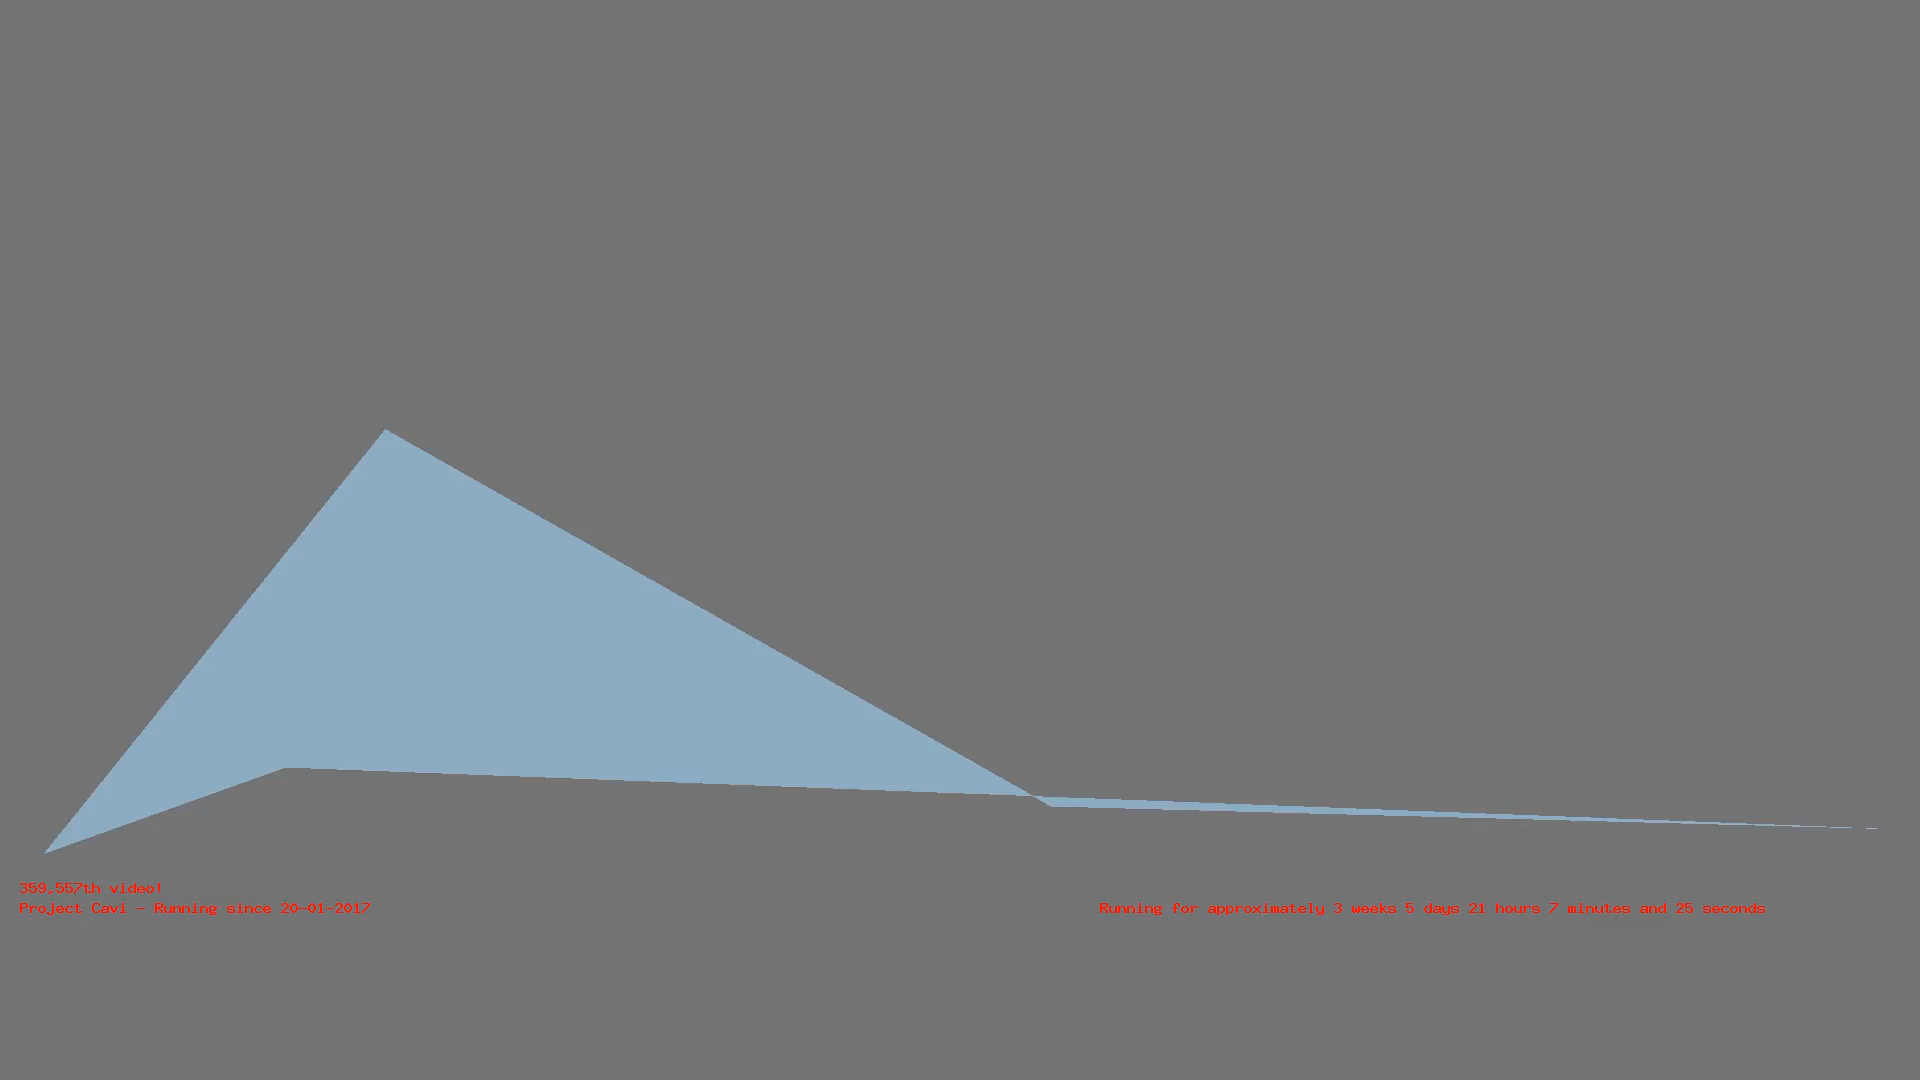 359.557th video!
Project Cavi - Running since 20-01-2017
Running for approximately 3 weeks 5 days 21 hours 7 minutes and 25 seconds